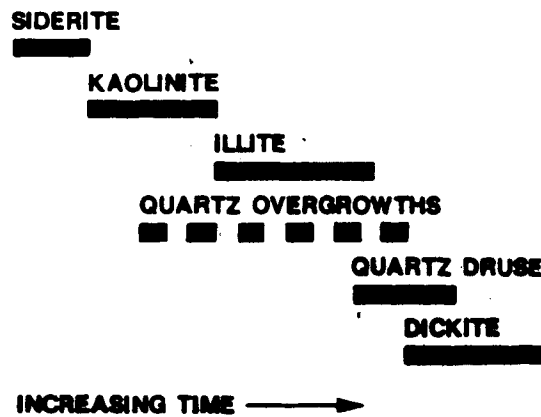 SIDERITE
KAOLINITE
ILLITE
QUARTZ OVERGROWTHS
QUARTZ DRUSE
DICKITE
INCREASING TIME